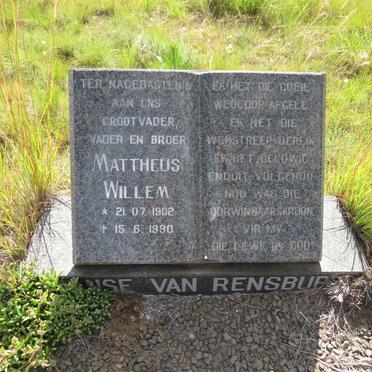 TER NAGEDAGTENIS
AAN ONS
GROOTVADER,
VADER EN BROER
MATTHEUS
WILLEM
* 21.07.1902
† 15.6.1990
EK HET DIE GOEIE
WEDLOOP AFGELÊ
EK HET DIE
WENSTREEP BEREIK
EK HET GELOWIG
ENDUIT VOLGEHOU
NOU WAG DIE
OORWINNAARSKROON
VIR MY
DIE LEWE BY GOD
NSE VAN RENSBUR